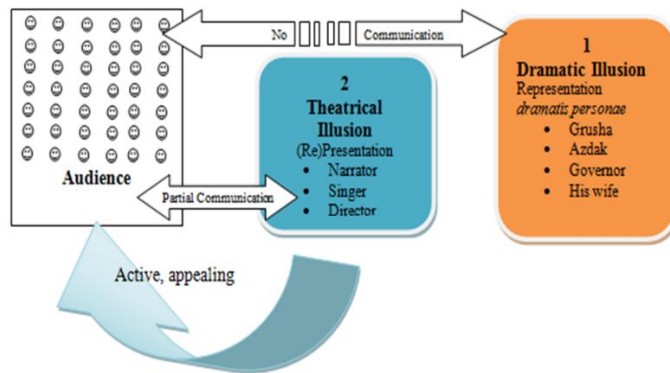 No Communication
1
Dramatic Illusion
Representation
dramatis personae
• Grusha
• Azdak
• Governor
• His wife
2
Theatrical
Illusion
(Re)Presentation
• Narrator
• Singer
• Director
Audience
Partial Communication
Active, appealing